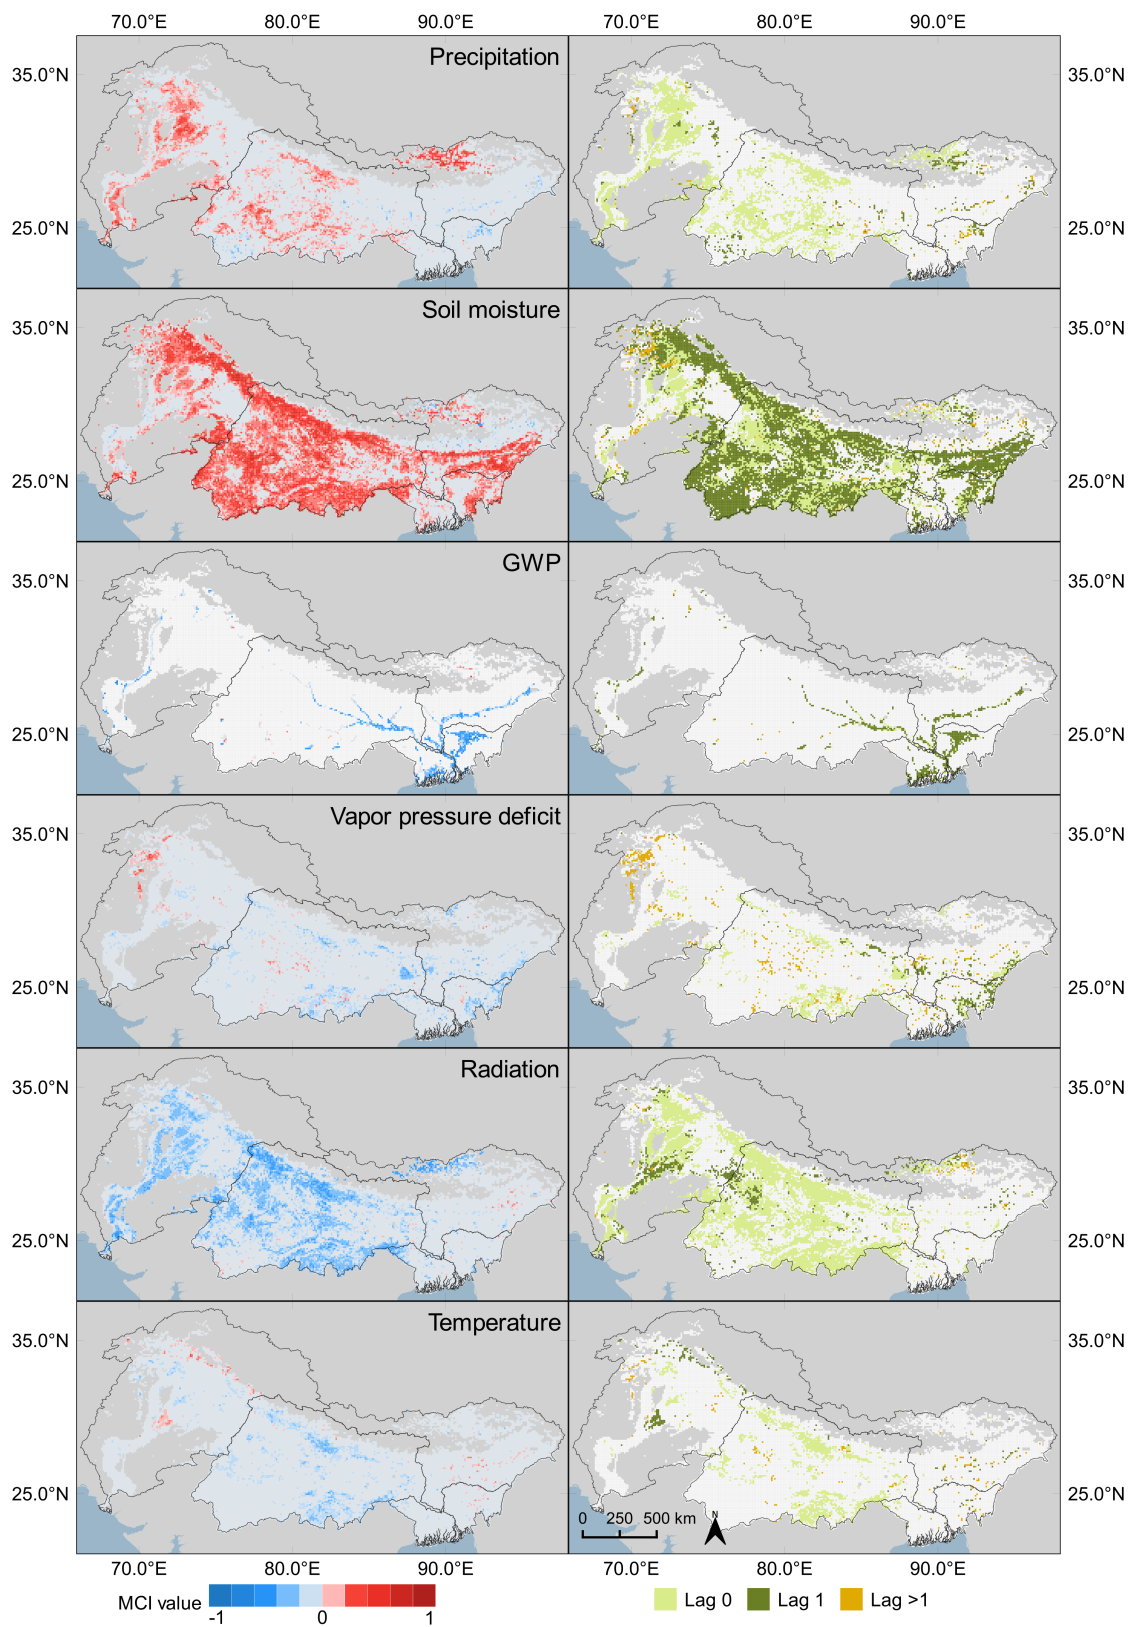 70.0°E 80.0°E 90.0°E 70.0°E 80.0°E 90.0°E
Precipitation
35.0°N 35.0°N
25.0°N 25.0°N
Soil moisture
35.0°N 35.0°N
25.0°N 25.0°N
GWP
35.0°N 35.0°N
25.0°N 25.0°N
Vapor pressure deficit
35.0°N 35.0°N
25.0°N 25.0°N
Radiation
35.0°N 35.0°N
25.0°N 25.0°N
Temperature
35.0°N 35.0°N
25.0°N 25.0°N
0 250 500 km N
70.0°E 80.0°E 90.0°E 70.0°E 80.0°E 90.0°E
MCI value Lag 0 Lag 1 Lag >1
-1 0 1